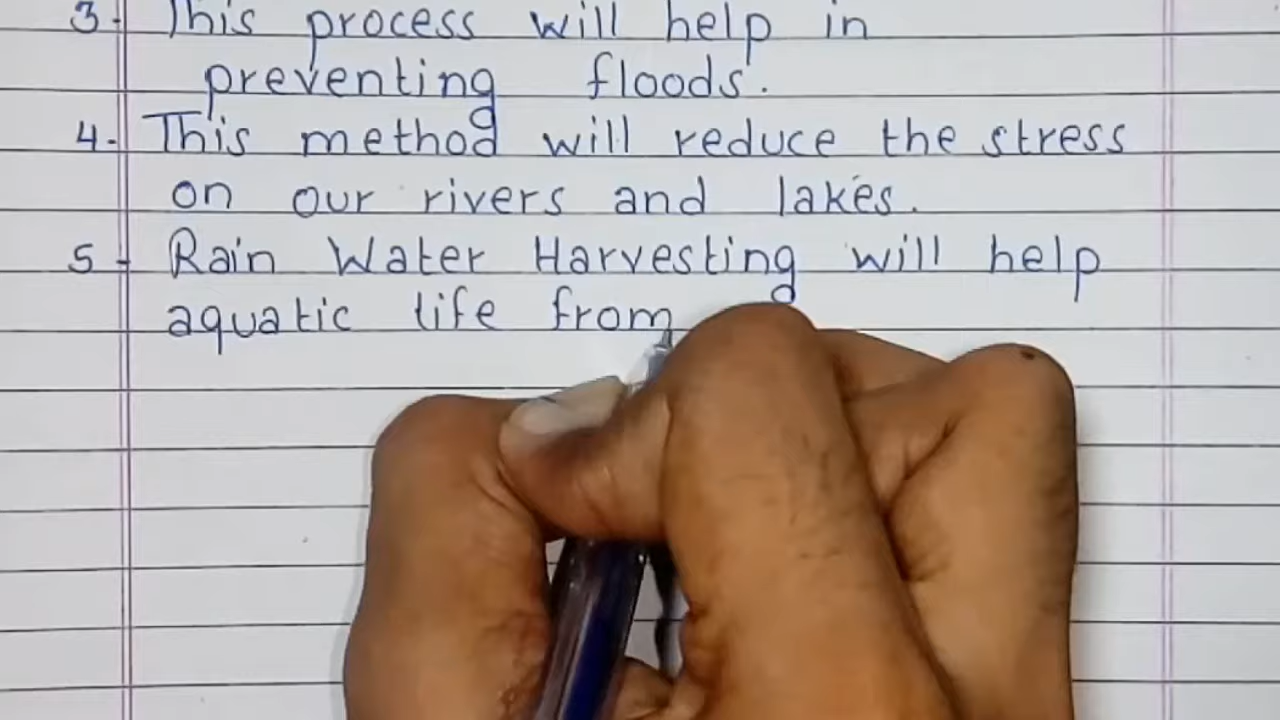 3- This process will help in
preventing floods.
4- This method will reduce the stress
on our rivers and lakes.
5- Rain Water Harvesting will help
aquatic life from